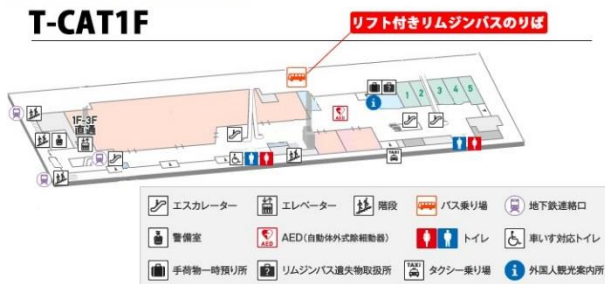 T-CAT1F
リフト付きリムジンバスのりば
1 2 3 4 5
1F-3F
直通
AED
TAXI
エスカレーター エレベーター 階段 バス乗り場 地下鉄連絡口
警備室 AED AED(自動体外式除細動器) トイレ 車いす対応トイレ
手荷物一時預り所 リムジンバス遺失物取扱所 TAXI タクシー乗り場 外国人観光案内所